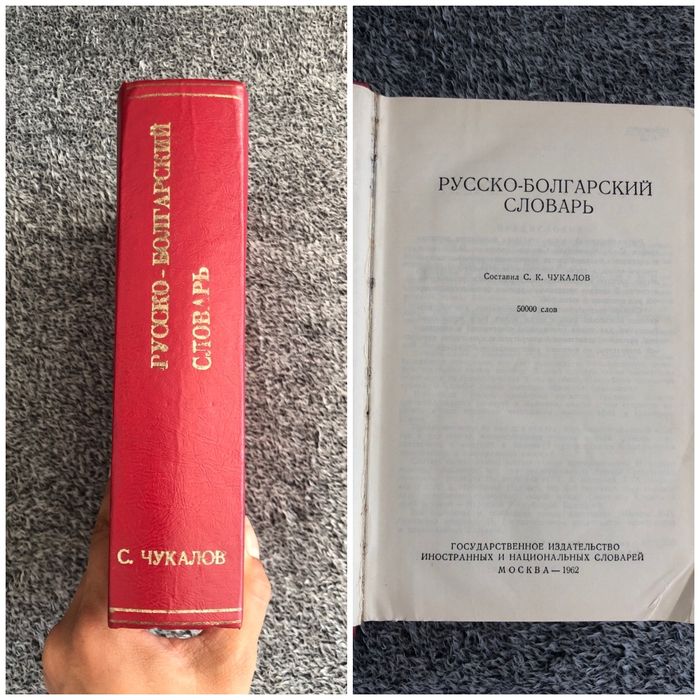 РУССКО-БОЛГАРСКИЙ
СЛОВАРЬ
С. ЧУКАЛОВ
РУССКО-БОЛГАРСКИЙ
СЛОВАРЬ
Составил С. К. ЧУКАЛОВ
50000 слов
ГОСУДАРСТВЕННОЕ ИЗДАТЕЛЬСТВО
ИНОСТРАННЫХ И НАЦИОНАЛЬНЫХ СЛОВАРЕЙ
МОСКВА — 1962